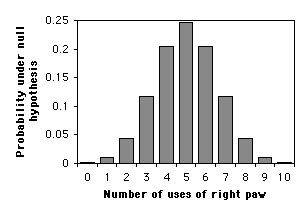 Probability under null
hypothesis
0.25
0.2
0.15
0.1
0.05
0
0 1 2 3 4 5 6 7 8 9 10
Number of uses of right paw